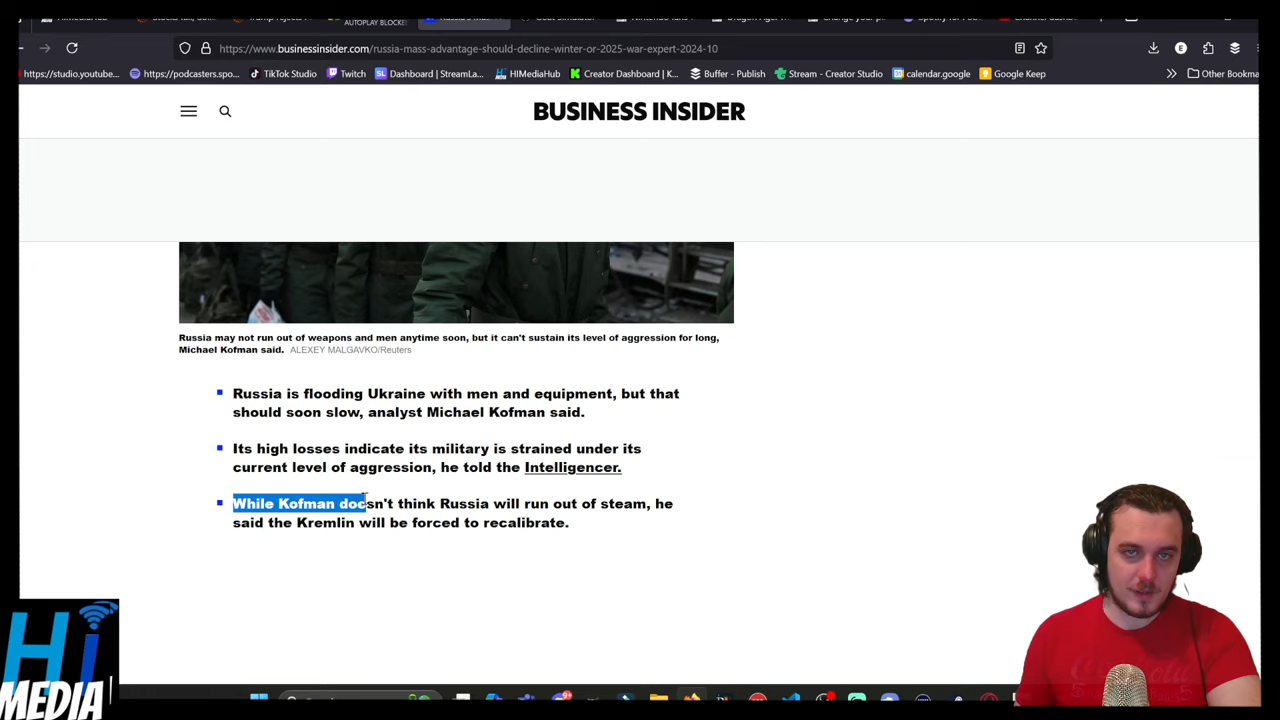 AUTOPLAY BLOCKE
https://www.businessinsider.com/russia-mass-advantage-should-decline-winter-or-2025-war-expert-2024-10
E
https://studio.youtube...
https://podcasters.spo...
TikTok Studio
Twitch
SL Dashboard | StreamLa...
HIMediaHub
Creator Dashboard | K...
Buffer - Publish
Stream - Creator Studio
calendar.google
Google Keep
Other Bookma
BUSINESS INSIDER
Russia may not run out of weapons and men anytime soon, but it can't sustain its level of aggression for long,
Michael Kofman said. ALEXEY MALGAVKO/Reuters
Russia is flooding Ukraine with men and equipment, but that
should soon slow, analyst Michael Kofman said.
Its high losses indicate its military is strained under its
current level of aggression, he told the Intelligencer.
While Kofman doesn't think Russia will run out of steam, he
said the Kremlin will be forced to recalibrate.
Hi
MEDIA